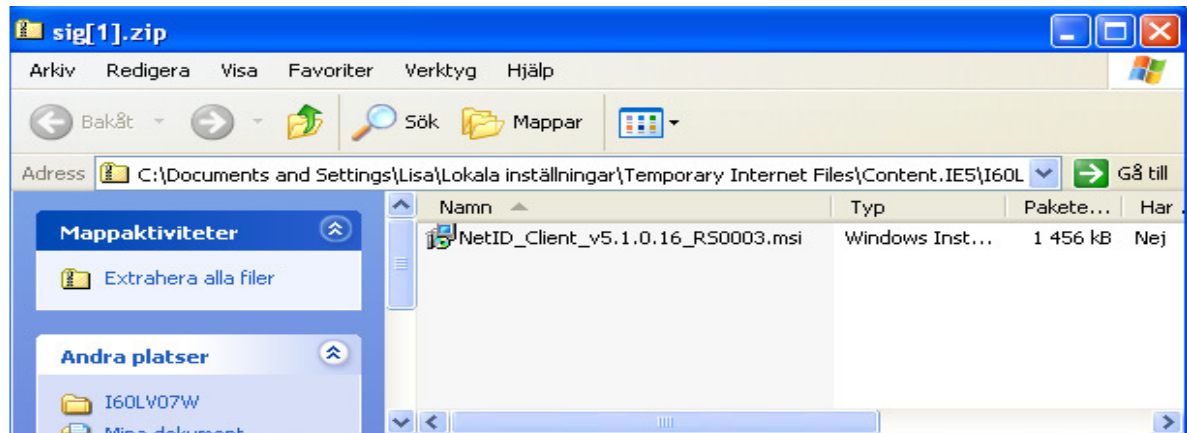 sig[1].zip
Arkiv Redigera Visa Favoriter Verktyg Hjälp
Bakåt Sök Mappar
Adress C:\Documents and Settings\Lisa\Lokala inställningar\Temporary Internet Files\Content.IE5\I60L Gå till
Mappaktiviteter
Extrahera alla filer
Andra platser
I60LV07W
Mina dokument
Namn Typ Pakete... Har
NetID_Client_v5.1.0.16_RS0003.msi Windows Inst... 1 456 kB Nej